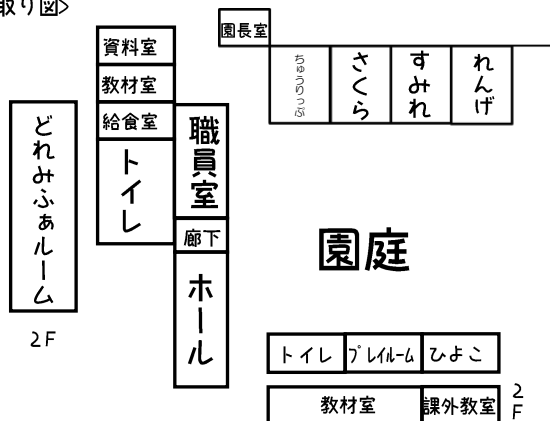 取り図>
園長室
資料室
教材室
給食室
トイレ
職員室
廊下
ホール
どれみふぁルーム
2F
ちゅうりっぷ
さくら
すみれ
れんげ
園庭
トイレ
プレイルーム
ひよこ
教材室
課外教室
2F